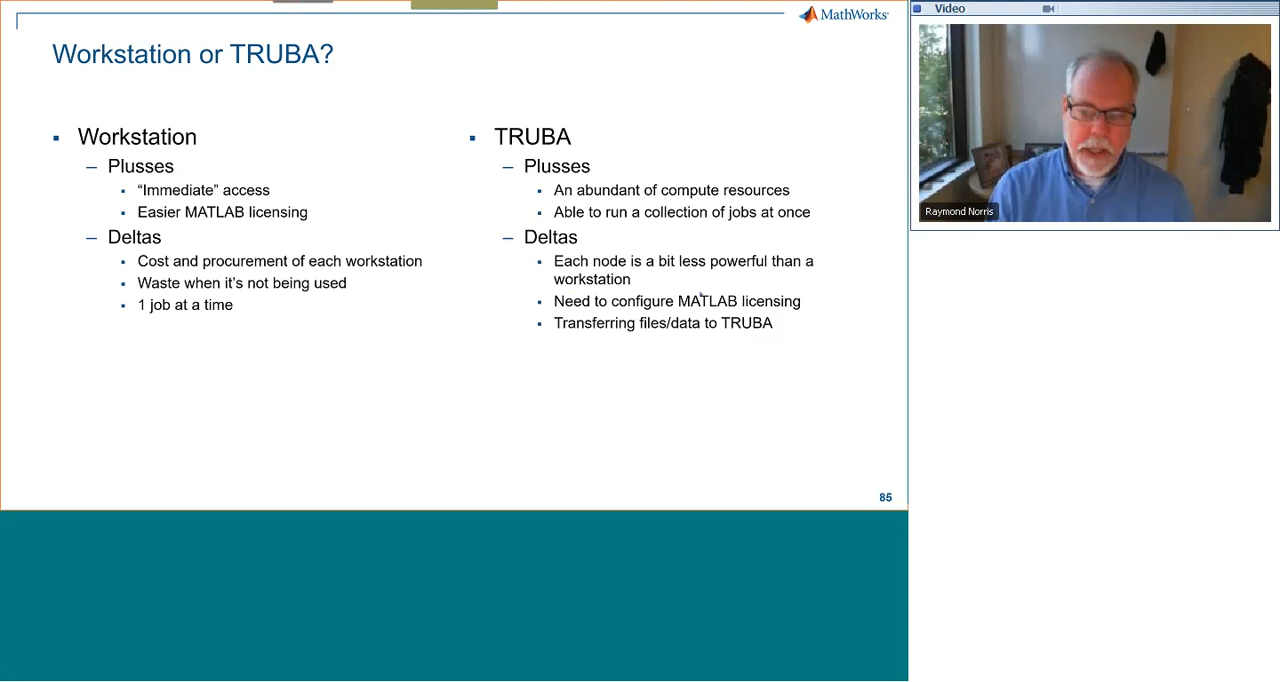 MathWorks
Workstation or TRUBA?
Workstation
Plusses
“Immediate” access
Easier MATLAB licensing
Deltas
Cost and procurement of each workstation
Waste when it’s not being used
1 job at a time
TRUBA
Plusses
An abundant of compute resources
Able to run a collection of jobs at once
Deltas
Each node is a bit less powerful than a
workstation
Need to configure MATLAB licensing
Transferring files/data to TRUBA
85
Video
Raymond Norris